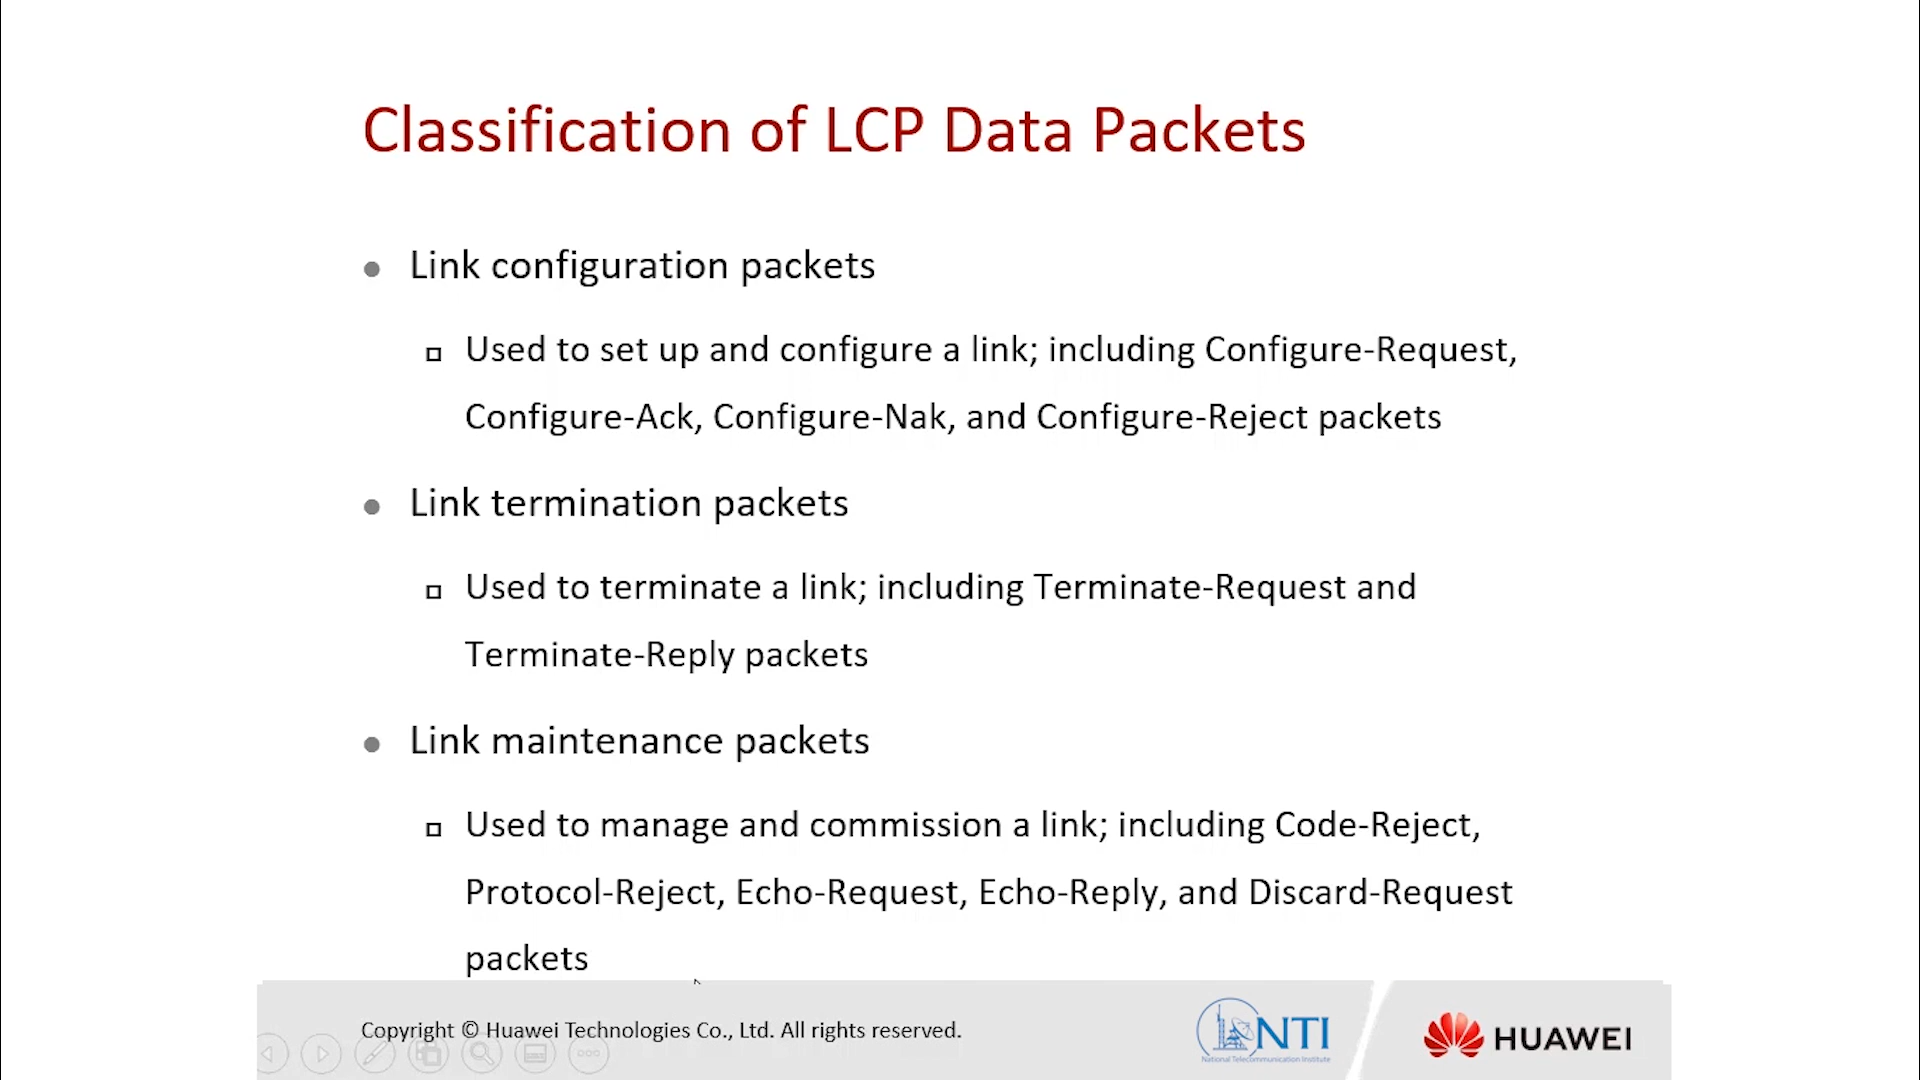 Classification of LCP Data Packets
Link configuration packets
Used to set up and configure a link; including Configure-Request,
Configure-Ack, Configure-Nak, and Configure-Reject packets
Link termination packets
Used to terminate a link; including Terminate-Request and
Terminate-Reply packets
Link maintenance packets
Used to manage and commission a link; including Code-Reject,
Protocol-Reject, Echo-Request, Echo-Reply, and Discard-Request
packets
Copyright © Huawei Technologies Co., Ltd. All rights reserved.
NTI
National Telecommunication Institute
HUAWEI